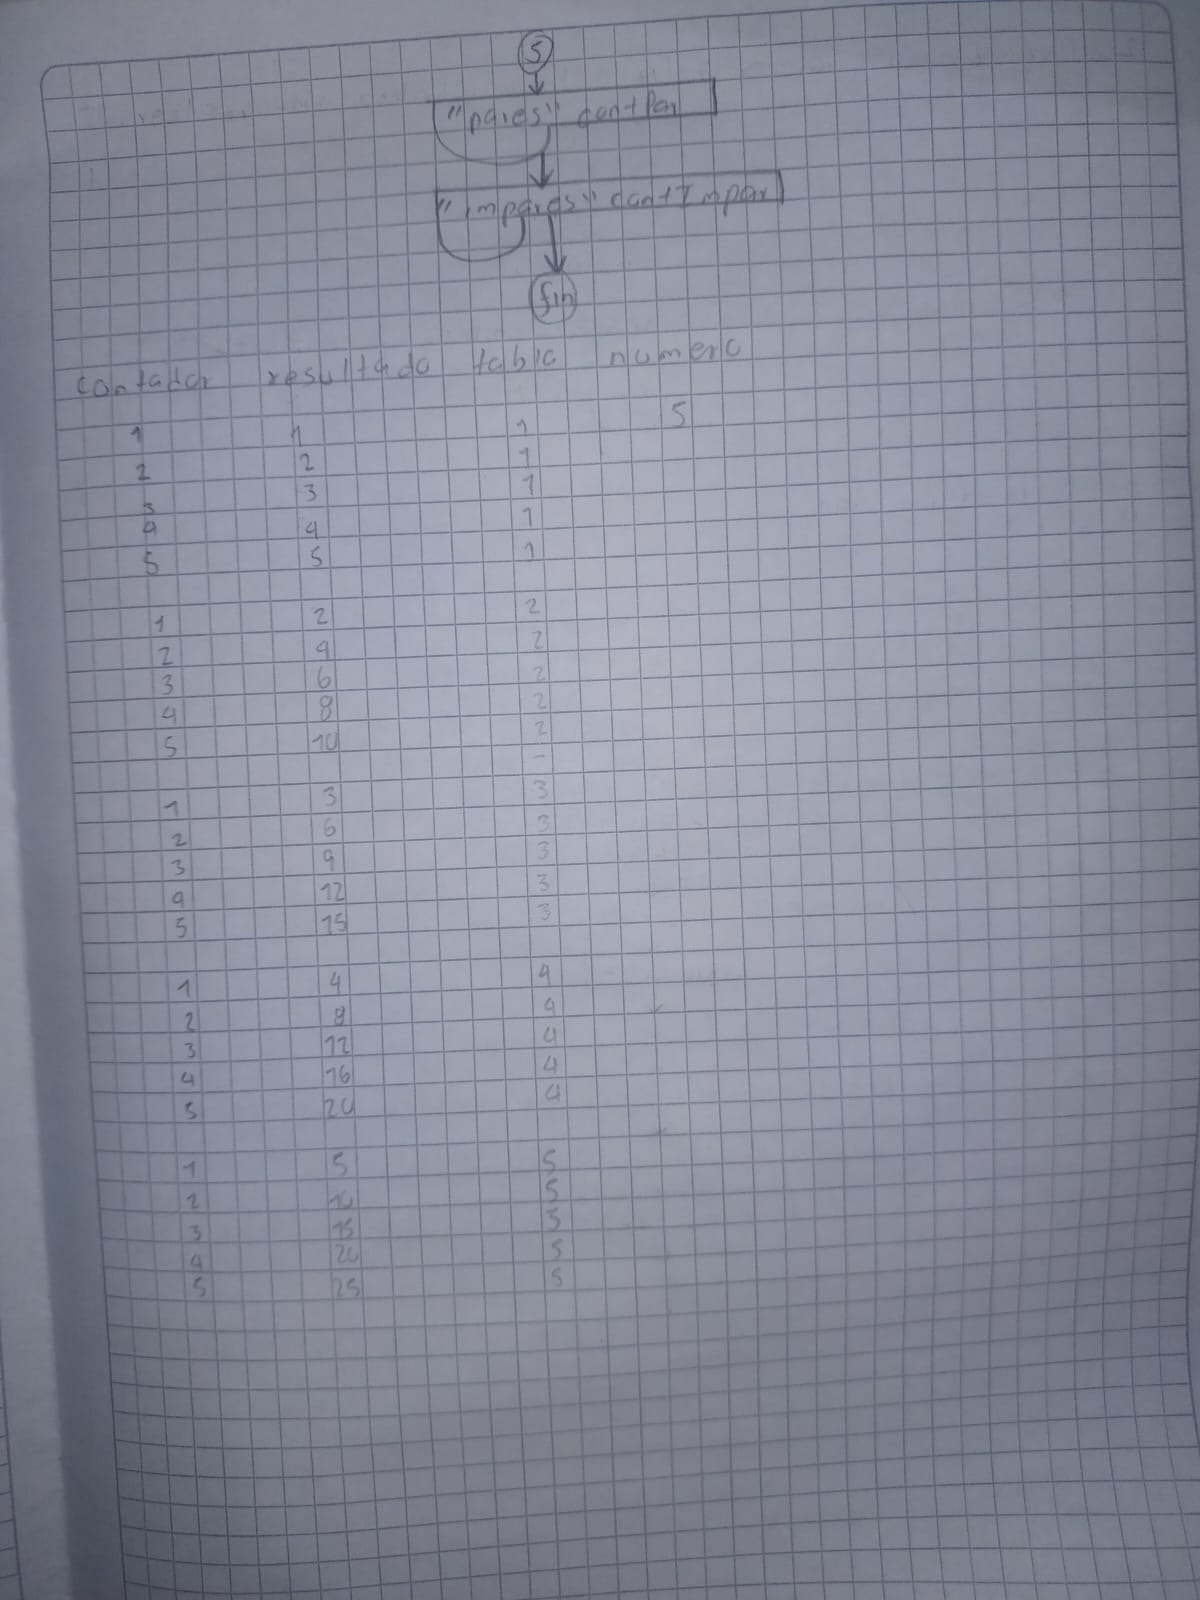 5
"pares" cantPar
"impares" cantImpar
fin
contador resultado tabla numero
1 1 1 5
2 2 1
3 3 1
4 4 1
5 5 1
1 2 2
2 4 2
3 6 2
4 8 2
5 10 2
-
1 3 3
2 6 3
3 9 3
4 12 3
5 15 3
1 4 4
2 8 4
3 12 4
4 16 4
5 20 4
1 5 5
2 10 5
3 15 5
4 20 5
5 25 5